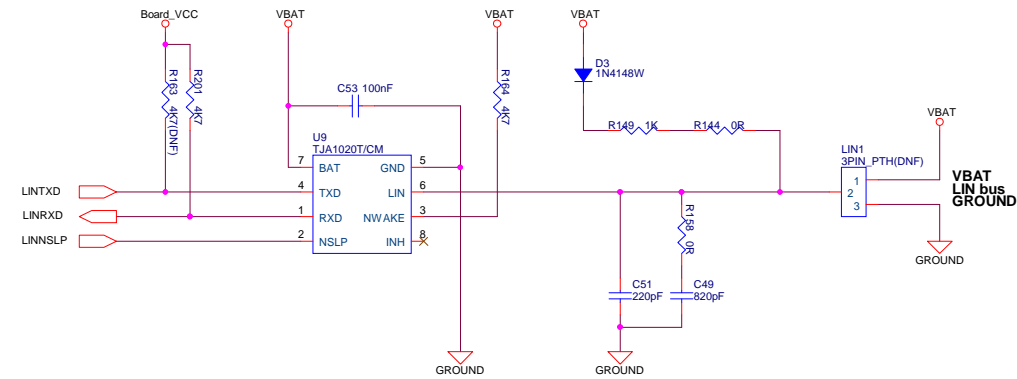 Board_VCC
VBAT
VBAT
VBAT
R163 4K7(DNF)
R201 4K7
C53 100nF
R164 4K7
D3
1N4148W
R149 1K
R144 0R
VBAT
U9
TJA1020T/CM
LIN1
3PIN_PTH(DNF)
7 BAT GND 5
LINTXD 4 TXD LIN 6
LINRXD 1 RXD NWAKE 3
LINNSLP 2 NSLP INH 8
1
2
3
VBAT
LIN bus
GROUND
R158 0R
GROUND
C51
220pF
C49
820pF
GROUND
GROUND